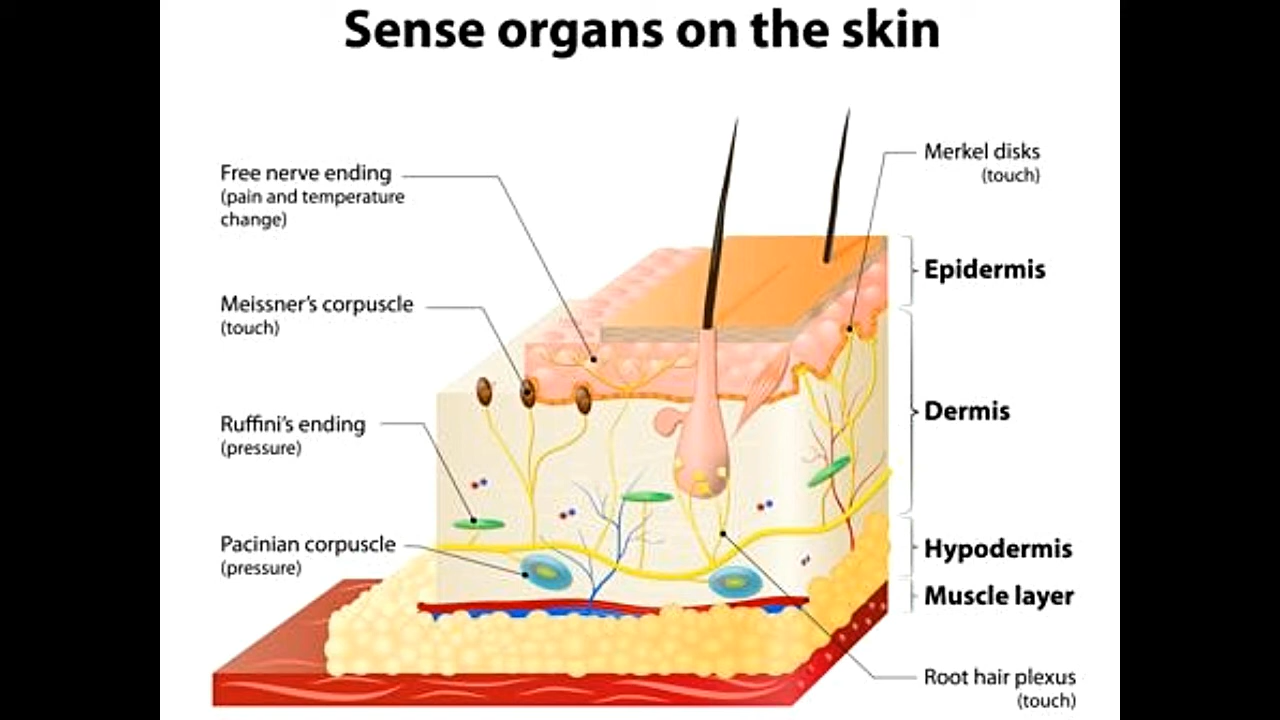 Sense organs on the skin
Free nerve ending
(pain and temperature
change)
Meissner's corpuscle
(touch)
Ruffini's ending
(pressure)
Pacinian corpuscle
(pressure)
Merkel disks
(touch)
Epidermis
Dermis
Hypodermis
Muscle layer
Root hair plexus
(touch)